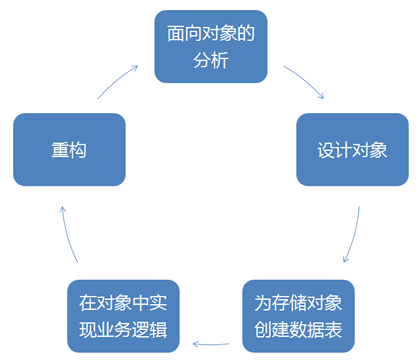 面向对象的
分析
设计对象
为存储对象
创建数据表
在对象中实
现业务逻辑
重构